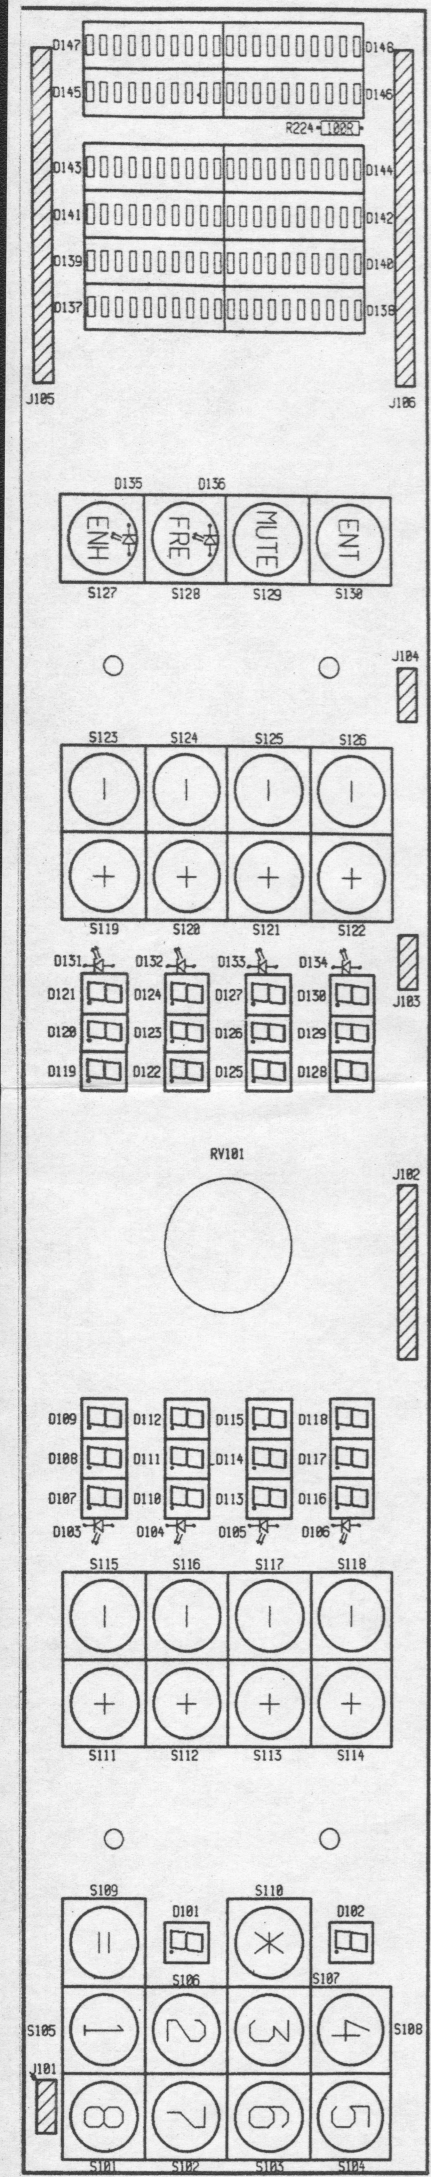 D147 D148
D145 D146
R224 100R
D143 D144
D141 D142
D139 D140
D137 D138
J105 J106
D135 D136
ENH FRE MUTE ENT
S127 S128 S129 S130
J104
S123 S124 S125 S126
- - - -
+ + + +
S119 S120 S121 S122
D131 D132 D133 D134
D121 D124 D127 D130
J103
D120 D123 D126 D129
D119 D122 D125 D128
RV101
J102
D109 D112 D115 D118
D108 D111 D114 D117
D107 D110 D113 D116
D103 D104 D105 D106
S115 S116 S117 S118
- - - -
+ + + +
S111 S112 S113 S114
S109 D101 S110 D102
= *
S106 S107
S105 1 2 3 4 S108
J101
8 7 6 5
S101 S102 S103 S104